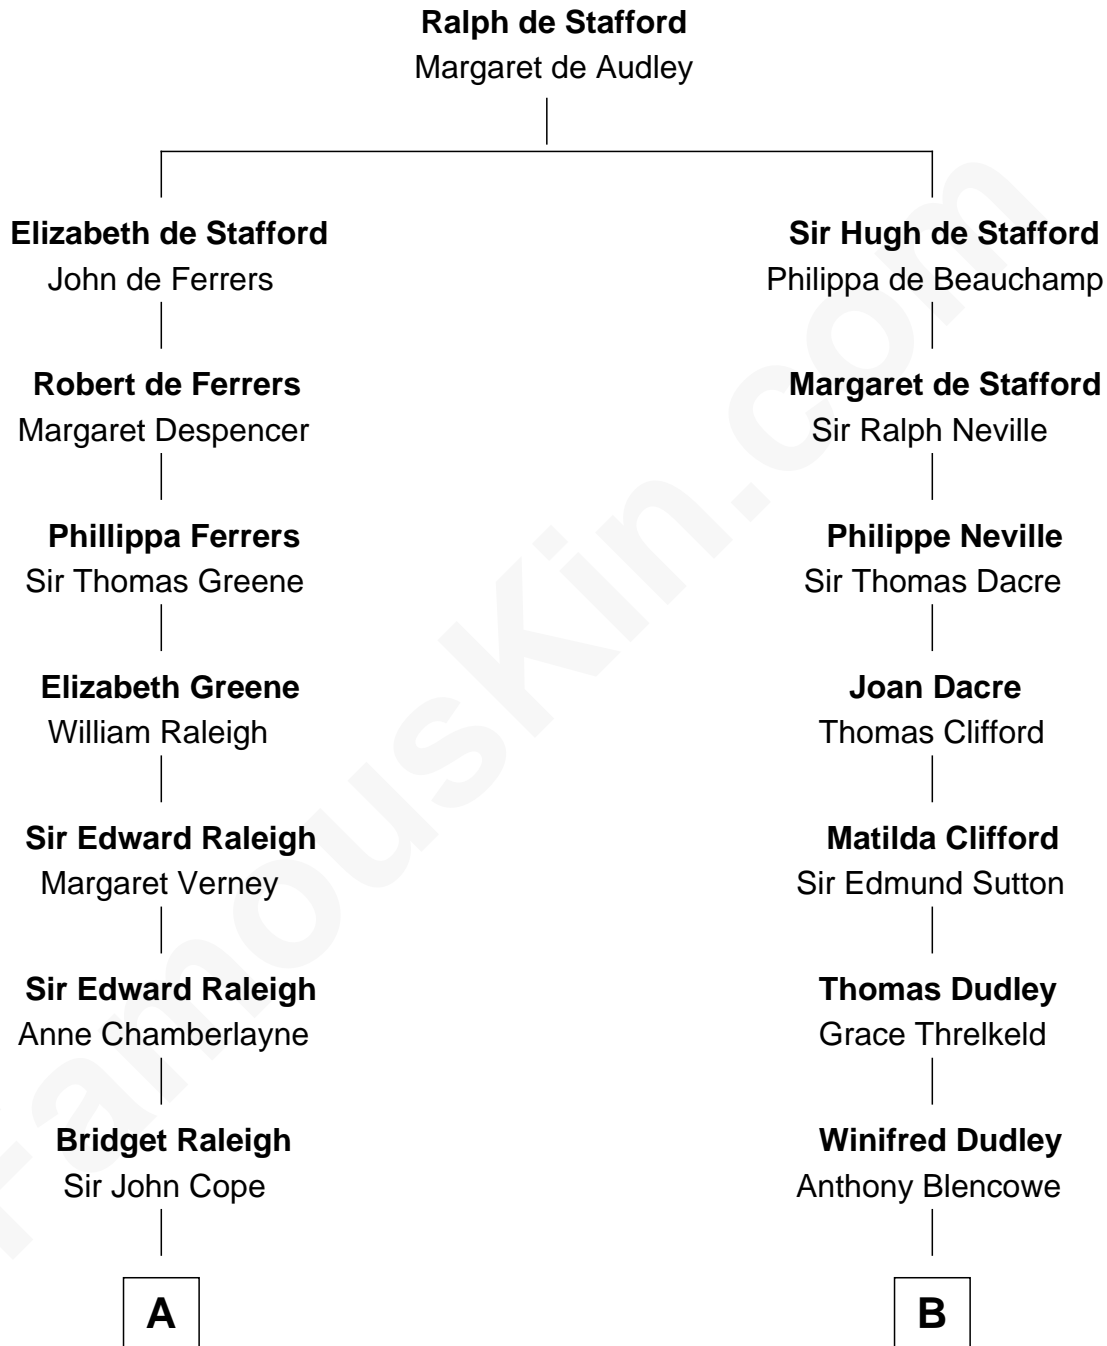 Ralph de Stafford
Margaret de Audley
Elizabeth de Stafford
John de Ferrers
Sir Hugh de Stafford
Philippa de Beauchamp
Robert de Ferrers
Margaret Despencer
Margaret de Stafford
Sir Ralph Neville
Phillippa Ferrers
Sir Thomas Greene
Philippe Neville
Sir Thomas Dacre
Elizabeth Greene
William Raleigh
Joan Dacre
Thomas Clifford
Sir Edward Raleigh
Margaret Verney
Matilda Clifford
Sir Edmund Sutton
Sir Edward Raleigh
Anne Chamberlayne
Thomas Dudley
Grace Threlkeld
Bridget Raleigh
Sir John Cope
Winifred Dudley
Anthony Blencowe
A
B
FamousKin.com